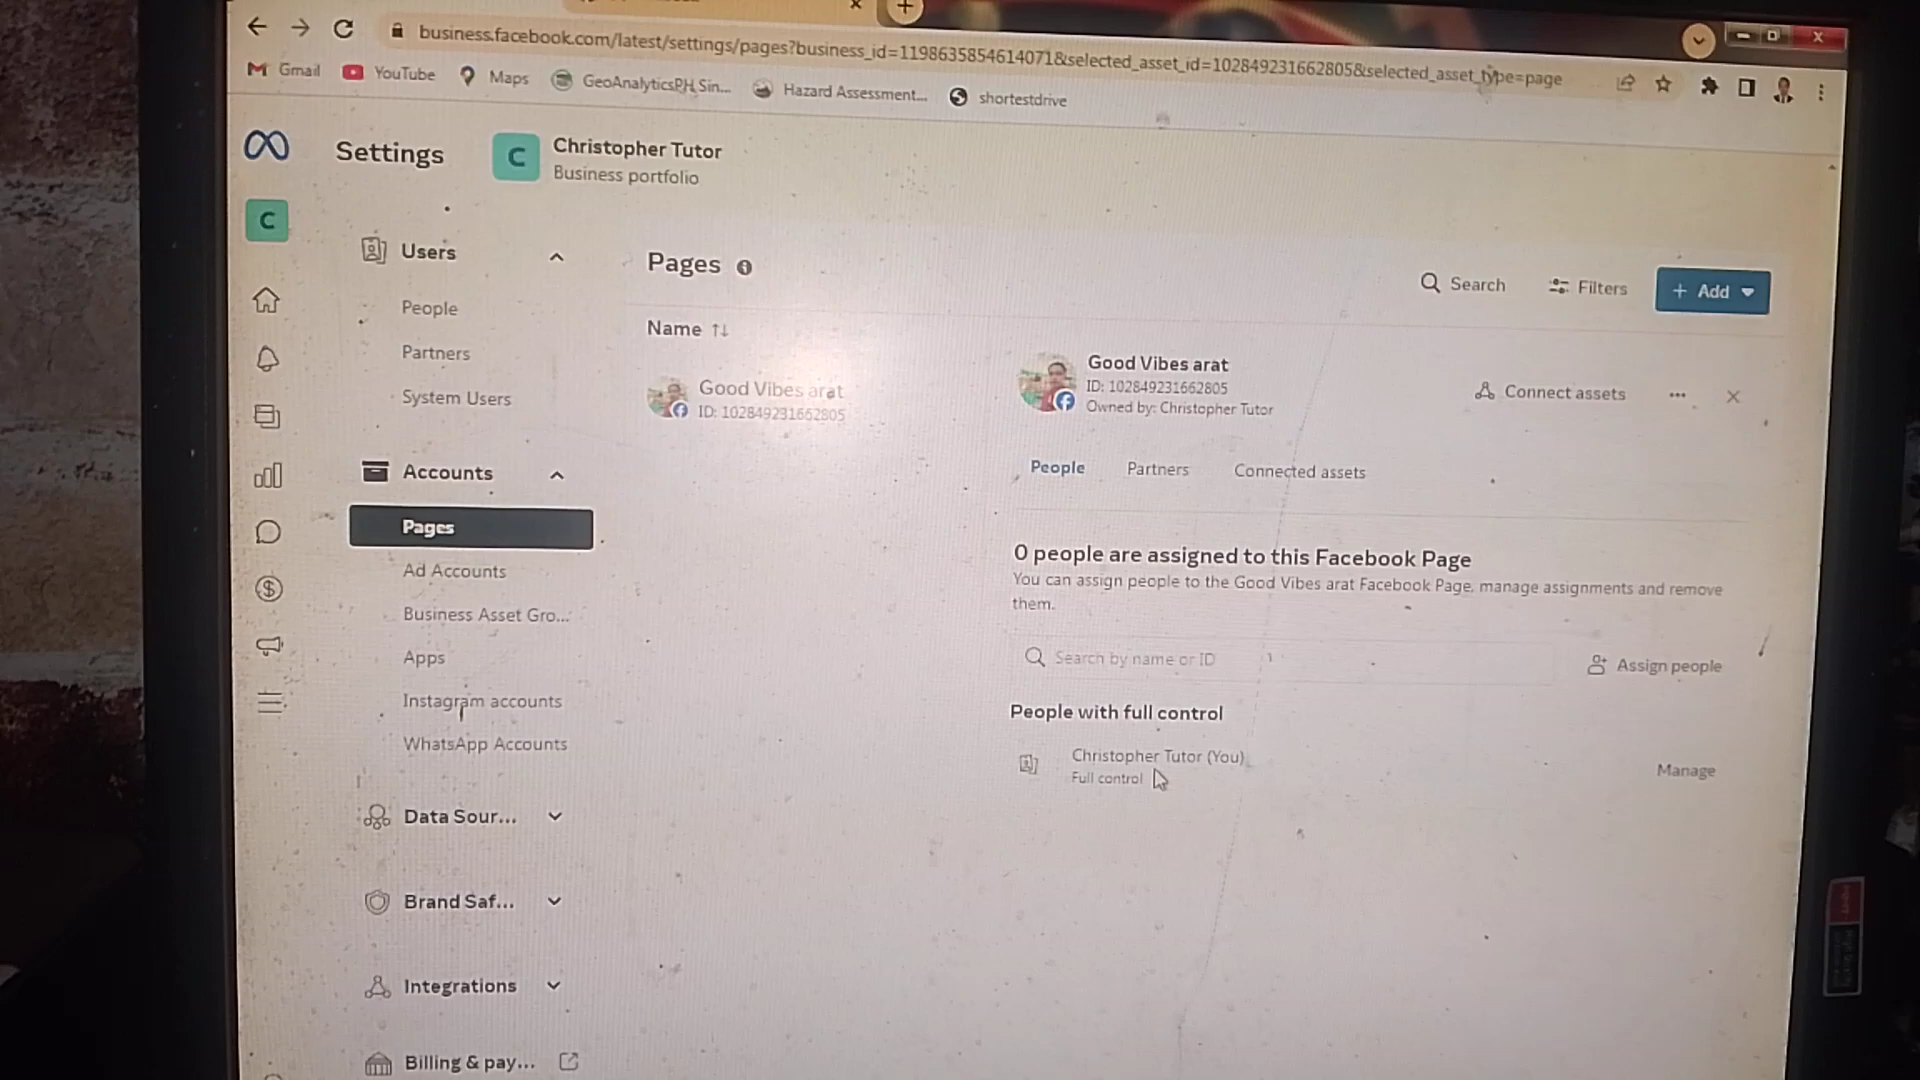 business.facebook.com/latest/settings/pages?business_id=1198635854614071&selected_asset_id=102849231662805&selected_asset_type=page
Gmail
YouTube
Maps
GeoAnalyticsPH Sin...
Hazard Assessment...
shortestdrive
Settings
C
Christopher Tutor
Business portfolio
C
Users
People
Partners
System Users
Accounts
Pages
Ad Accounts
Business Asset Gro...
Apps
Instagram accounts
WhatsApp Accounts
Data Sour...
Brand Saf...
Integrations
Billing & pay...
Pages
Search
Filters
+ Add
Name
Good Vibes arat
ID: 102849231662805
Good Vibes arat
ID: 102849231662805
Owned by: Christopher Tutor
Connect assets
People
Partners
Connected assets
0 people are assigned to this Facebook Page
You can assign people to the Good Vibes arat Facebook Page, manage assignments and remove
them.
Search by name or ID
Assign people
People with full control
Christopher Tutor (You)
Full control
Manage